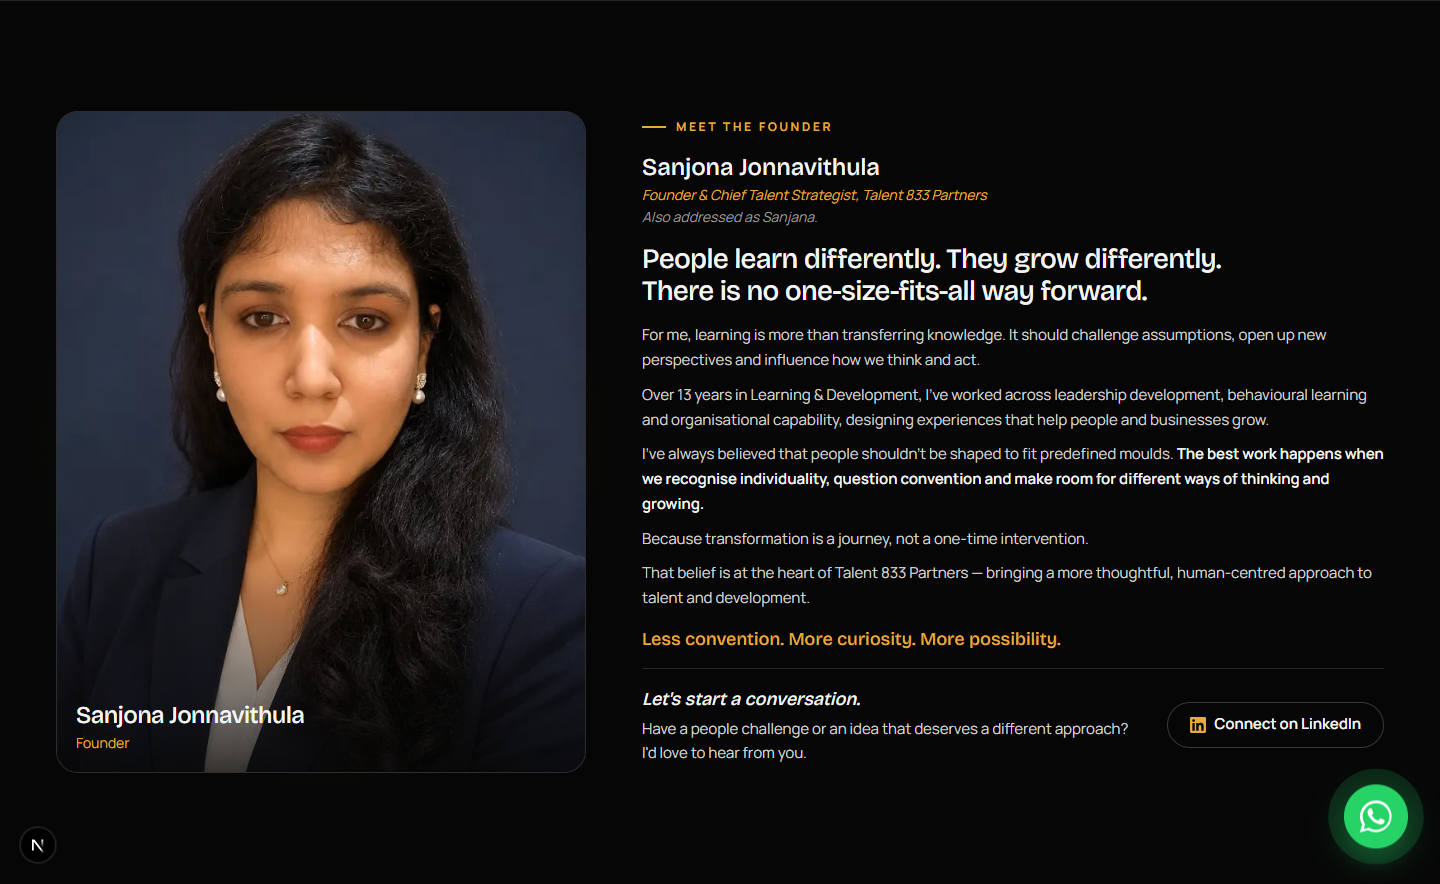 MEET THE FOUNDER
Sanjona Jonnavithula
Founder & Chief Talent Strategist, Talent 833 Partners
Also addressed as Sanjana.
People learn differently. They grow differently.
There is no one-size-fits-all way forward.
For me, learning is more than transferring knowledge. It should challenge assumptions, open up new
perspectives and influence how we think and act.
Over 13 years in Learning & Development, I've worked across leadership development, behavioural learning
and organisational capability, designing experiences that help people and businesses grow.
I've always believed that people shouldn't be shaped to fit predefined moulds. The best work happens when
we recognise individuality, question convention and make room for different ways of thinking and
growing.
Because transformation is a journey, not a one-time intervention.
That belief is at the heart of Talent 833 Partners — bringing a more thoughtful, human-centred approach to
talent and development.
Less convention. More curiosity. More possibility.
Let's start a conversation.
Have a people challenge or an idea that deserves a different approach?
I'd love to hear from you.
in Connect on LinkedIn
Sanjona Jonnavithula
Founder
N